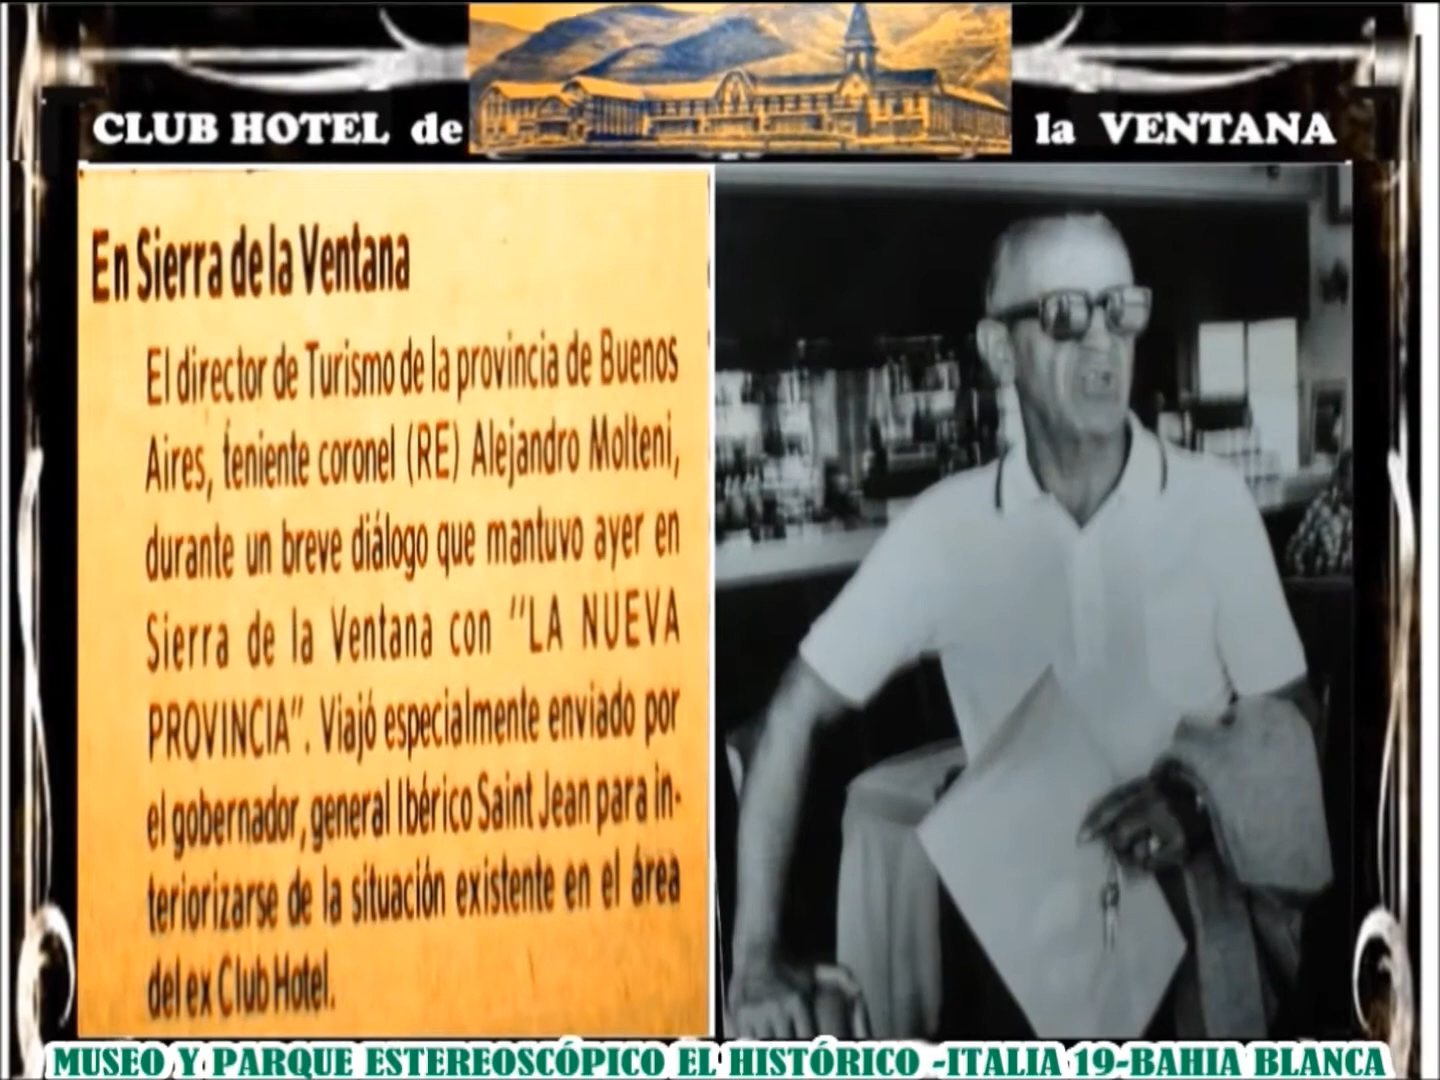 CLUB HOTEL de la VENTANA
En Sierra de la Ventana
El director de Turismo de la provincia de Buenos
Aires, teniente coronel (RE) Alejandro Molteni,
durante un breve diálogo que mantuvo ayer en
Sierra de la Ventana con "LA NUEVA
PROVINCIA". Viajó especialmente enviado por
el gobernador, general Ibérico Saint Jean para in-
teriorizarse de la situación existente en el área
del ex Club Hotel.
MUSEO Y PARQUE ESTEREOSCÓPICO EL HISTÓRICO -ITALIA 19-BAHIA BLANCA